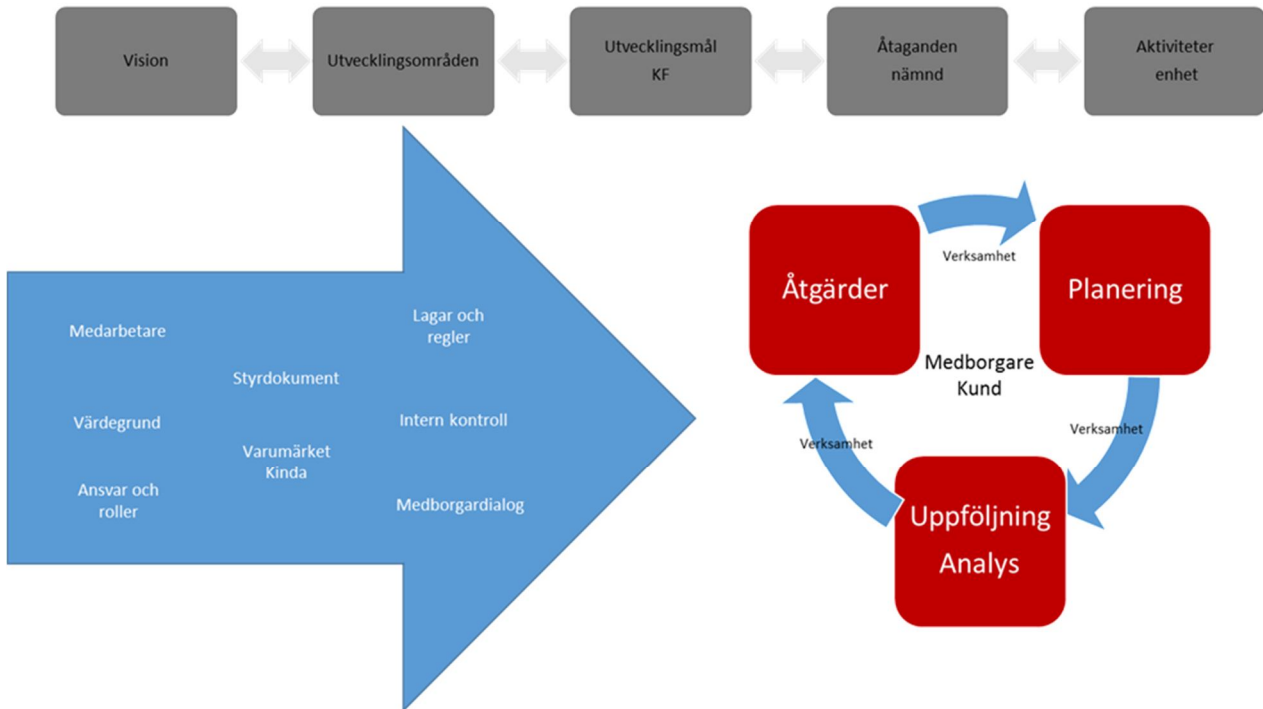 Vision
Utvecklingsområden
Utvecklingsmål
KF
Åtaganden
nämnd
Aktiviteter
enhet
Medarbetare
Värdegrund
Ansvar och
roller
Styrdokument
Varumärket
Kinda
Lagar och
regler
Intern kontroll
Medborgardialog
Åtgärder
Verksamhet
Planering
Medborgare
Kund
Verksamhet
Verksamhet
Uppföljning
Analys